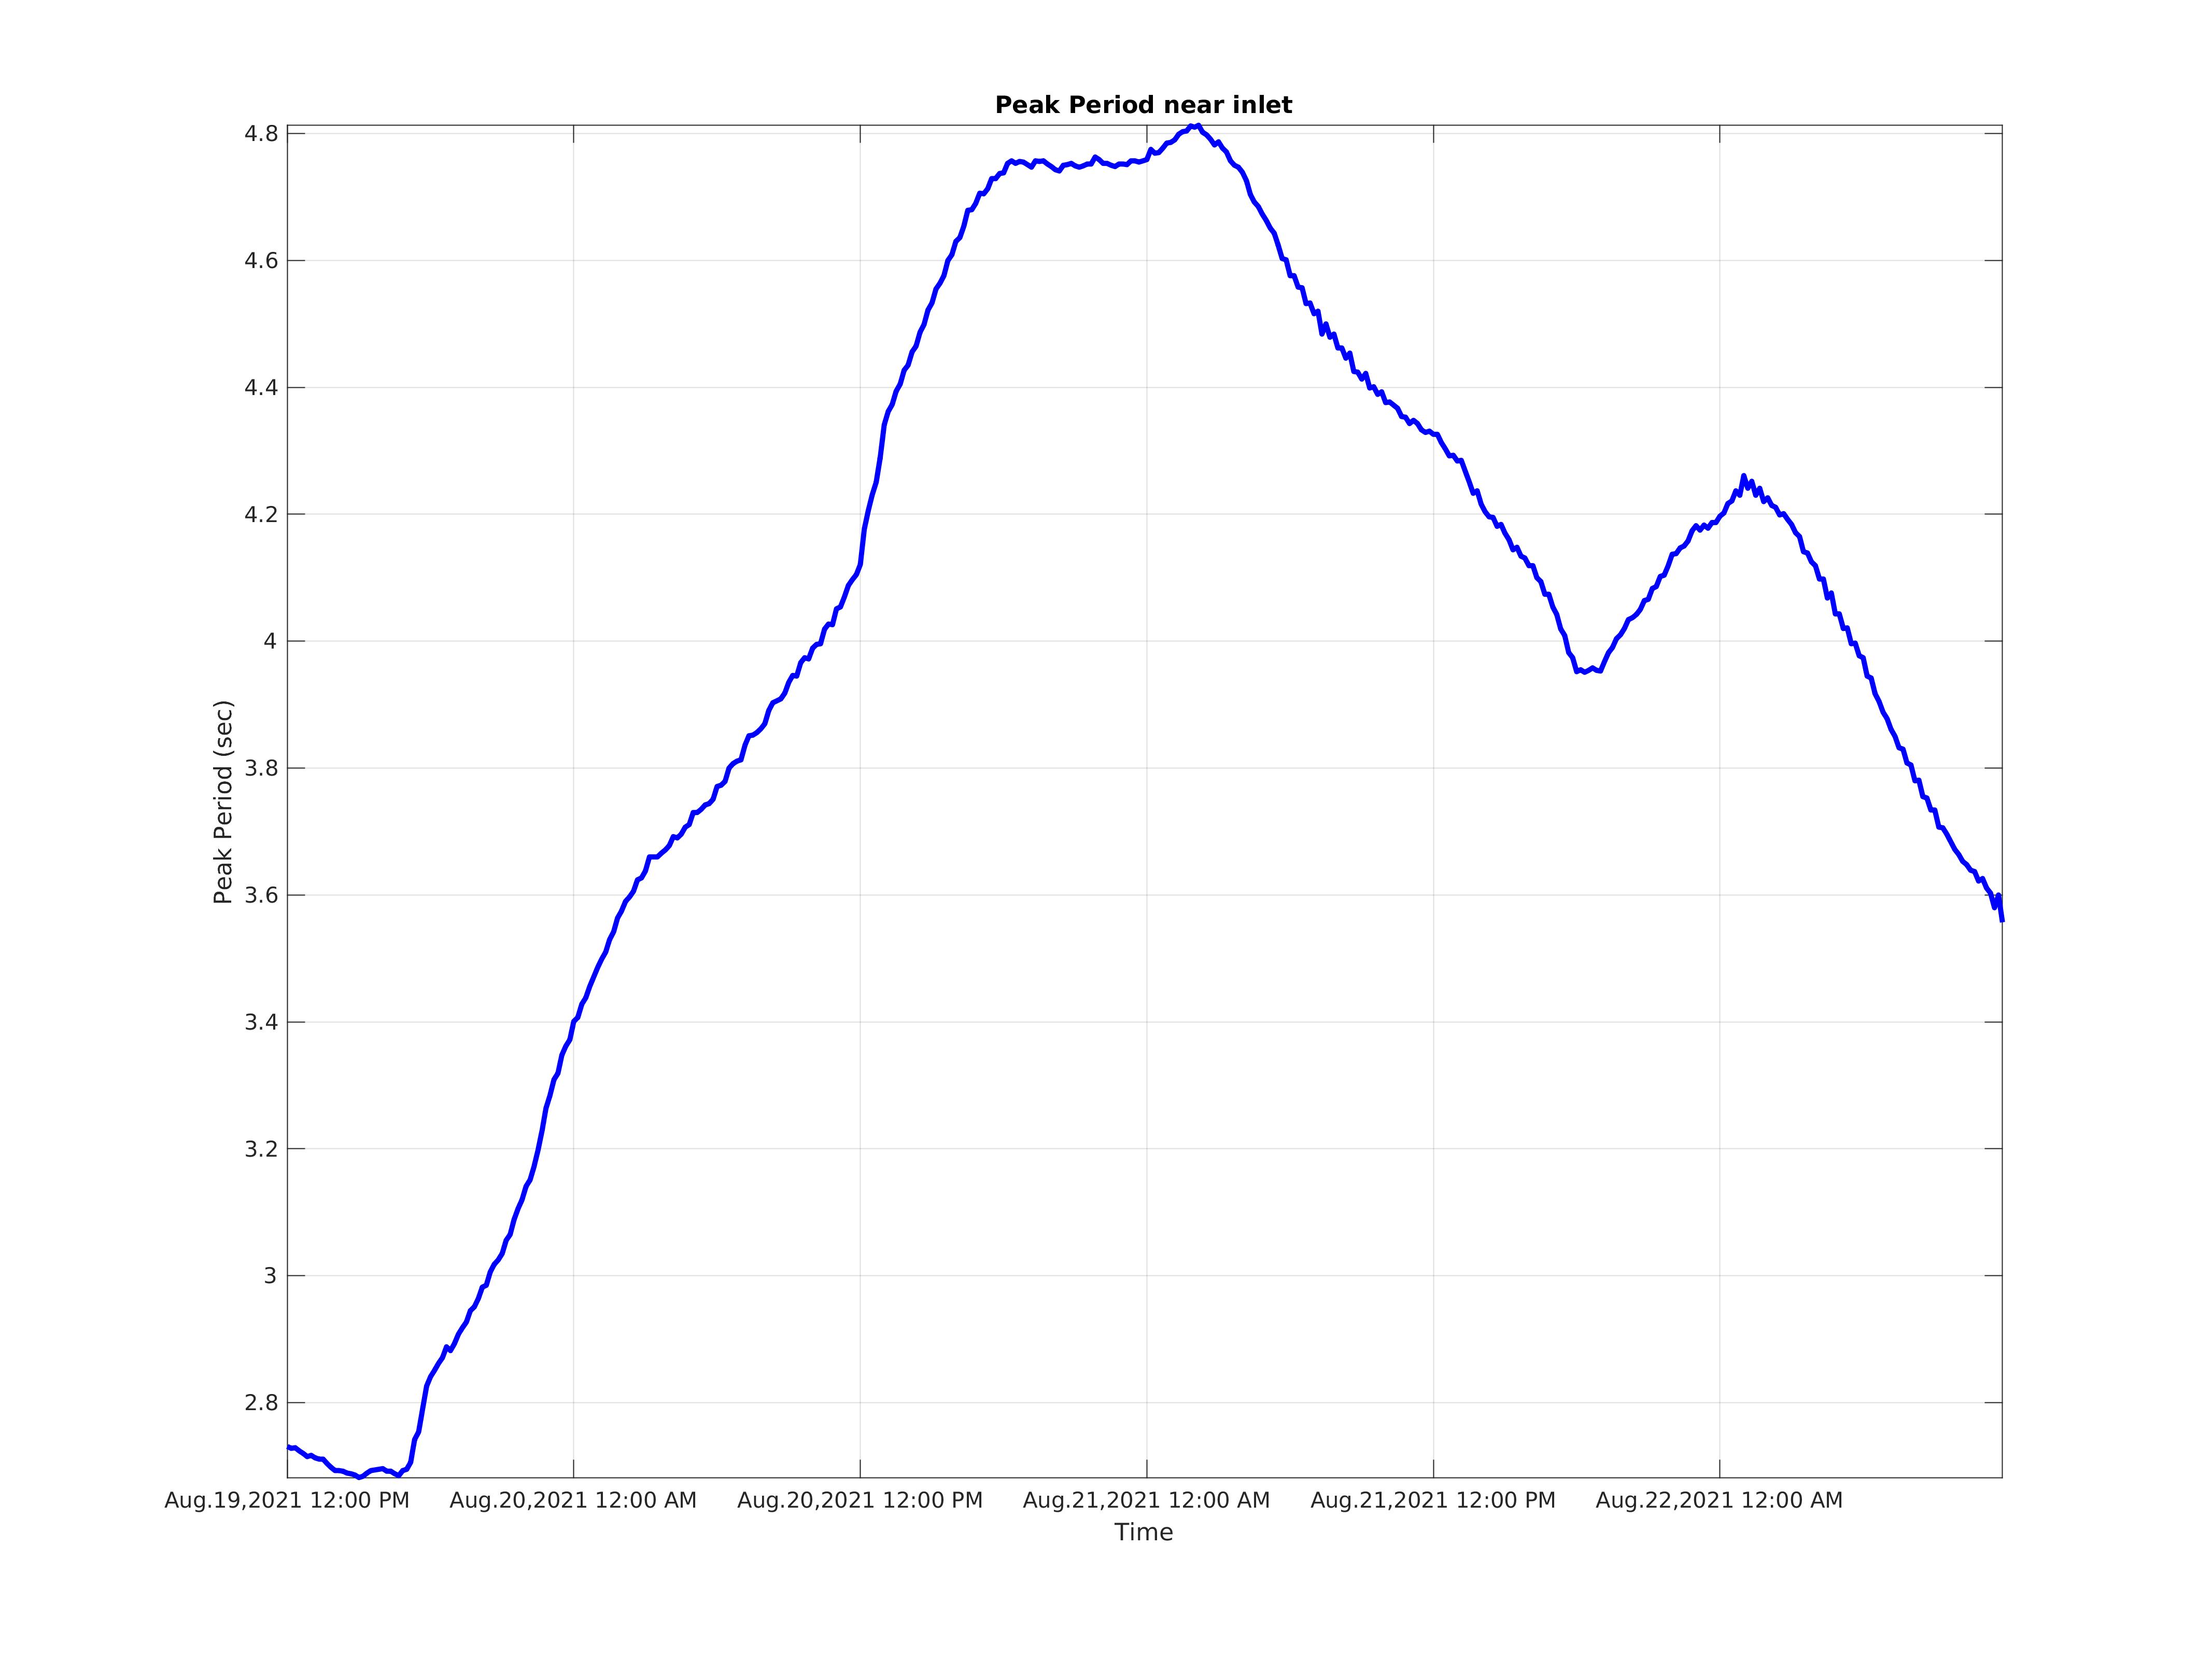 Peak Period near inlet
4.8
4.6
4.4
4.2
4
3.8
3.6
3.4
3.2
3
2.8
Peak Period (sec)
Aug.19,2021 12:00 PM Aug.20,2021 12:00 AM Aug.20,2021 12:00 PM Aug.21,2021 12:00 AM Aug.21,2021 12:00 PM Aug.22,2021 12:00 AM
Time